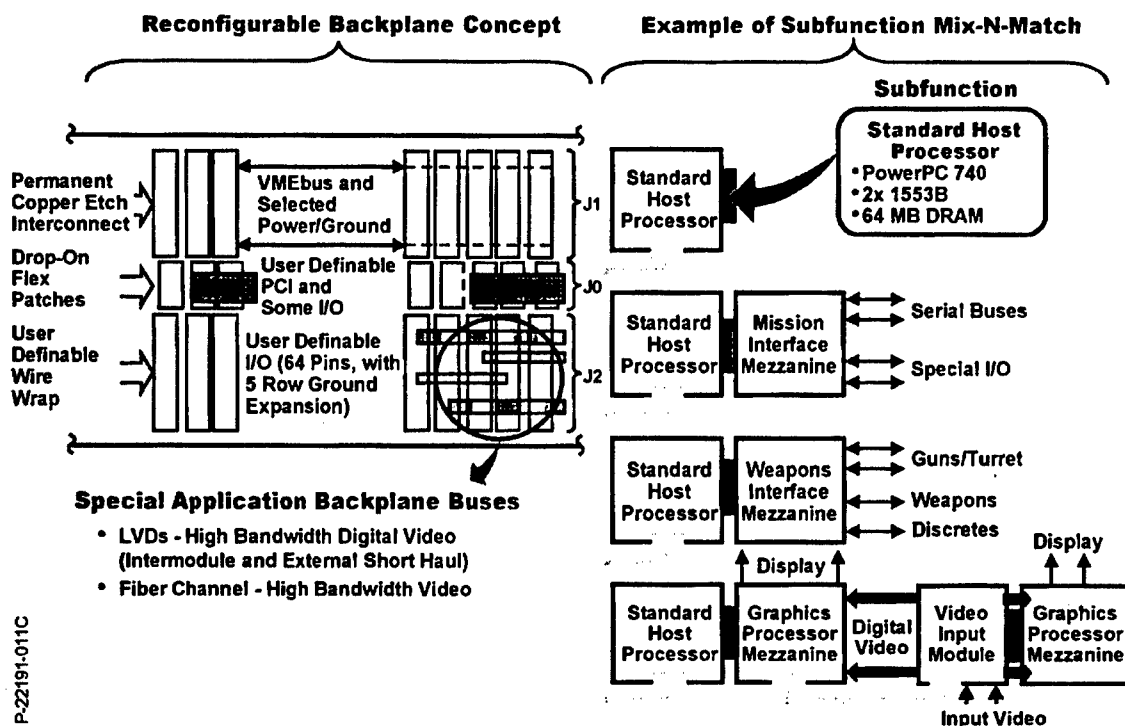 Reconfigurable Backplane Concept
Permanent
Copper Etch
Interconnect
Drop-On
Flex
Patches
User
Definable
Wire
Wrap
VMEbus and
Selected
Power/Ground
User Definable
PCI and
Some I/O
User Definable
I/O (64 Pins, with
5 Row Ground
Expansion)
J1
J0
J2
Special Application Backplane Buses
• LVDs - High Bandwidth Digital Video
(Intermodule and External Short Haul)
• Fiber Channel - High Bandwidth Video
P-22191-011C
Example of Subfunction Mix-N-Match
Subfunction
Standard Host
Processor
• PowerPC 740
• 2x 1553B
• 64 MB DRAM
Standard
Host
Processor
Standard
Host
Processor
Mission
Interface
Mezzanine
Serial Buses
Special I/O
Standard
Host
Processor
Weapons
Interface
Mezzanine
Guns/Turret
Weapons
Discretes
Display
Display
Standard
Host
Processor
Graphics
Processor
Mezzanine
Digital
Video
Video
Input
Module
Graphics
Processor
Mezzanine
Input Video